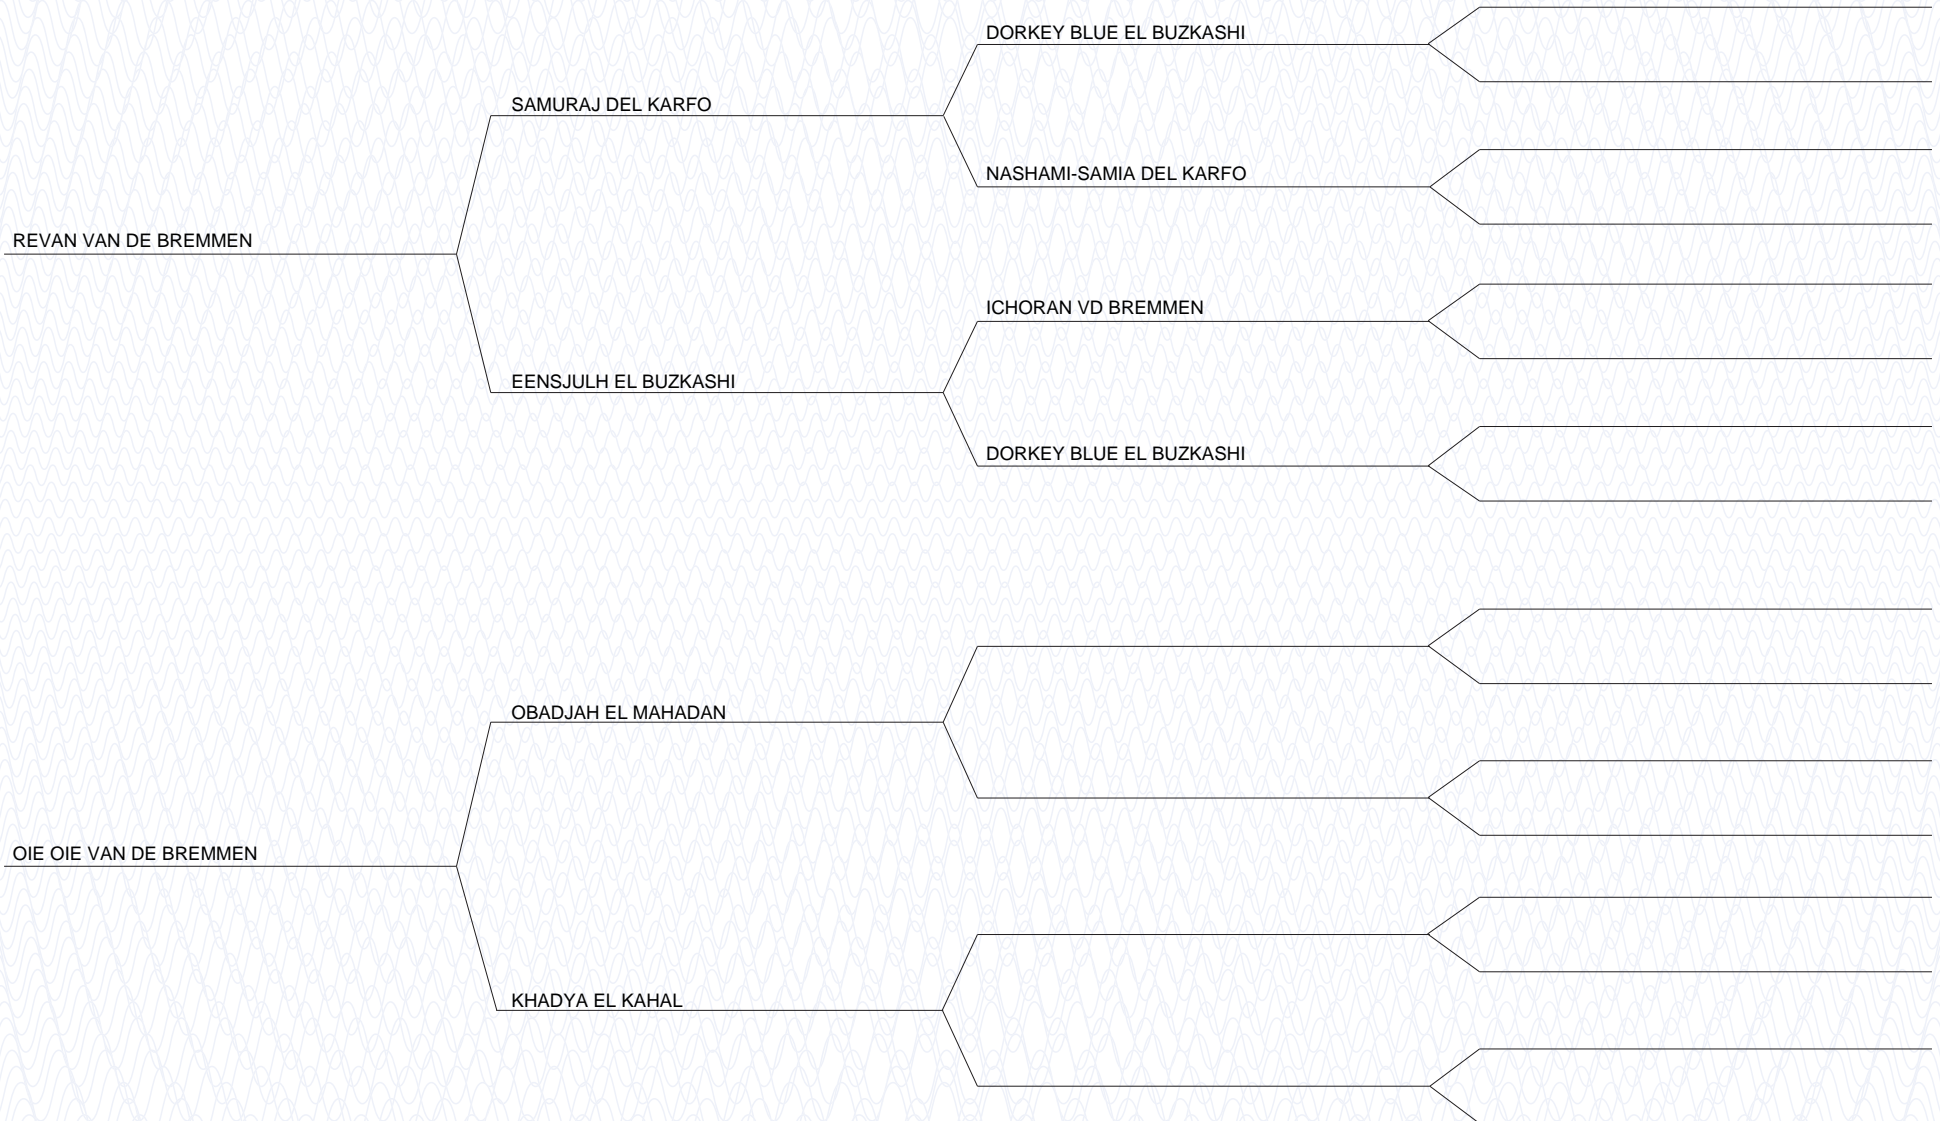 DORKEY BLUE EL BUZKASHI
SAMURAJ DEL KARFO
NASHAMI-SAMIA DEL KARFO
REVAN VAN DE BREMMEN
ICHORAN VD BREMMEN
EENSJULH EL BUZKASHI
DORKEY BLUE EL BUZKASHI
OBADJAH EL MAHADAN
OIE OIE VAN DE BREMMEN
KHADYA EL KAHAL